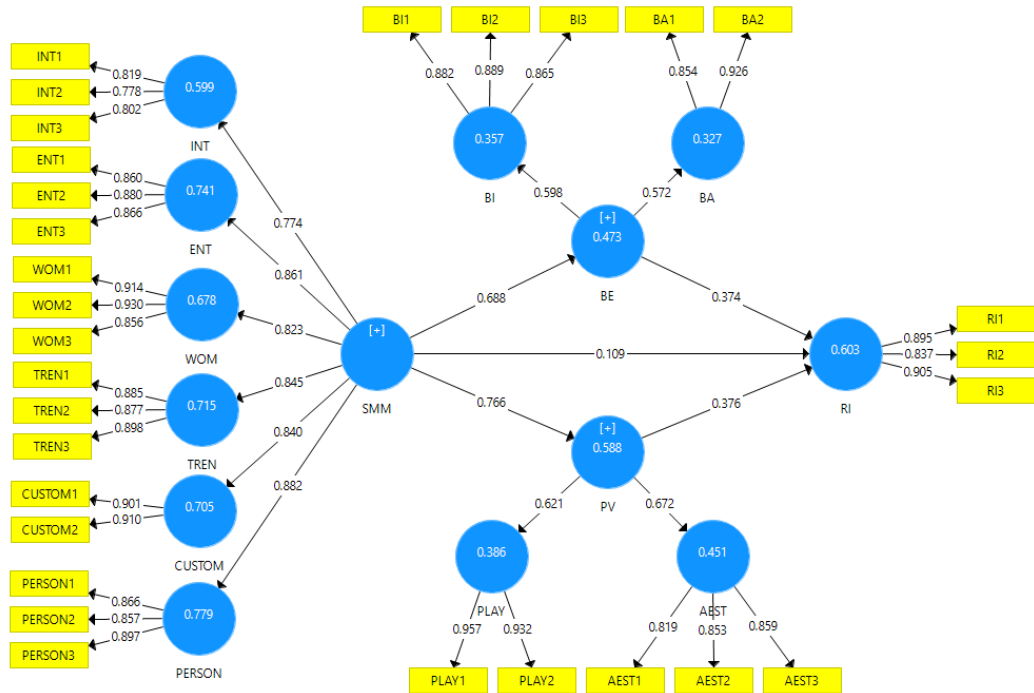 BI1
BI2
BI3
BA1
BA2
0.882
0.889
0.865
0.854
0.926
0.357
BI
0.327
BA
0.598
0.572
[+]
0.473
BE
INT1
INT2
INT3
0.819
0.778
0.802
0.599
INT
ENT1
ENT2
ENT3
0.860
0.880
0.866
0.741
ENT
WOM1
WOM2
WOM3
0.914
0.930
0.856
0.678
WOM
TREN1
TREN2
TREN3
0.885
0.877
0.898
0.715
TREN
CUSTOM1
CUSTOM2
0.901
0.910
0.705
CUSTOM
PERSON1
PERSON2
PERSON3
0.866
0.857
0.897
0.779
PERSON
0.774
0.861
0.823
0.845
0.840
0.882
[+]
SMM
0.688
0.109
0.766
0.374
0.376
0.603
RI
0.895
0.837
0.905
RI1
RI2
RI3
[+]
0.588
PV
0.621
0.672
0.386
PLAY
0.451
AEST
0.957
0.932
0.819
0.853
0.859
PLAY1
PLAY2
AEST1
AEST2
AEST3